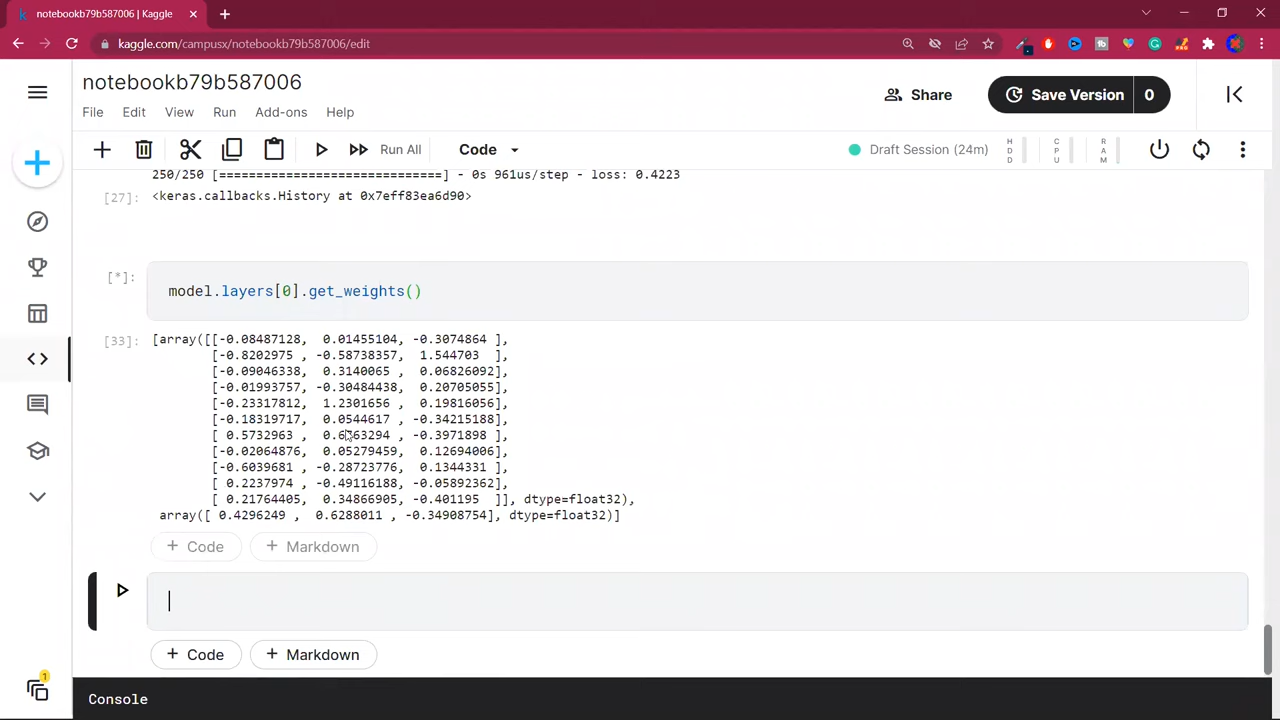 notebookb79b587006 | Kaggle
kaggle.com/campusx/notebookb79b587006/edit
notebookb79b587006
File Edit View Run Add-ons Help
Share
Save Version 0
Run All
Code
Draft Session (24m)
HDD
CPU
RAM
250/250 [==============================] - 0s 961us/step - loss: 0.4223
[27]: <keras.callbacks.History at 0x7eff83ea6d90>
[*]: model.layers[0].get_weights()
[33]: [array([[-0.08487128, 0.01455104, -0.3074864 ],
[-0.8202975 , -0.58738357, 1.544703 ],
[-0.09046338, 0.3140065 , 0.06826092],
[-0.01993757, -0.30484438, 0.20705055],
[-0.23317812, 1.2301656 , 0.19816056],
[-0.18319717, 0.0544617 , -0.34215188],
[ 0.5732963 , -0.3971898 ],
[-0.02064876, 0.05279459, 0.12694006],
[-0.6039681 , -0.28723776, 0.1344331 ],
[ 0.2237974 , -0.49116188, -0.05892362],
[ 0.21764405, 0.34866905, -0.401195 ]], dtype=float32),
array([ 0.4296249 , 0.6288011 , -0.34908754], dtype=float32)]
+ Code + Markdown
+ Code + Markdown
1
Console